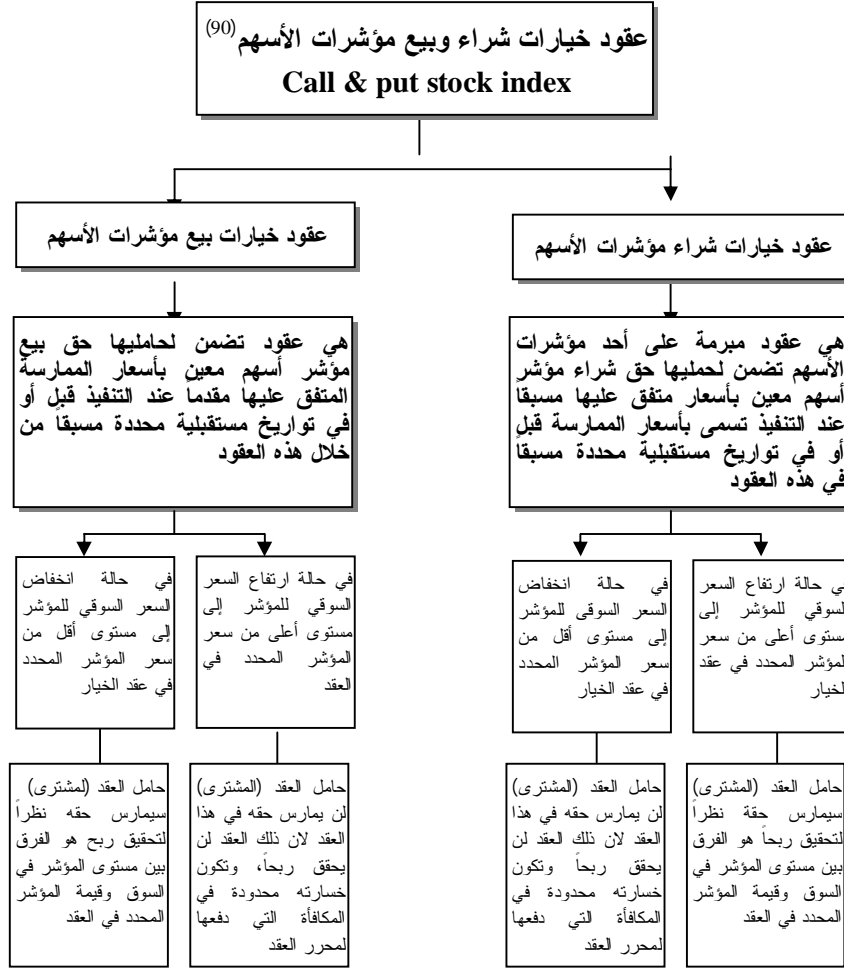 عقود خيارات شراء وبيع مؤشرات الأسهم(90)
Call & put stock index
عقود خيارات شراء مؤشرات الأسهم
عقود خيارات بيع مؤشرات الأسهم
هي عقود مبرمة على أحد مؤشرات
الأسهم تضمن لحمليها حق شراء مؤشر
أسهم معين بأسعار متفق عليها مسبقاً
عند التنفيذ تسمى بأسعار الممارسة قبل
أو في تواريخ مستقبلية محددة مسبقاً
في هذه العقود
هي عقود تضمن لحامليها حق بيع
مؤشر أسهم معين بأسعار الممارسة
المتفق عليها مقدماً عند التنفيذ قبل أو
في تواريخ مستقبلية محددة مسبقاً من
خلال هذه العقود
في حالة ارتفاع السعر
السوقي للمؤشر إلى
مستوى أعلى من سعر
المؤشر المحدد في عقد
الخيار
في حالة انخفاض
السعر السوقى للمؤشر
إلى مستوى أقل من
سعر المؤشر المحدد
في عقد الخيار
في حالة ارتفاع السعر
السوقي للمؤشر إلى
مستوى أعلى من سعر
المؤشر المحدد في
العقد
في حالة انخفاض
السعر السوقي للمؤشر
إلى مستوى أقل من
سعر المؤشر المحدد
في عقد الخيار
حامل العقد (المشترى)
سيمارس حقة نظراً
لتحقيق ربحاً هو الفرق
بين مستوى المؤشر في
السوق وقيمة المؤشر
المحدد في العقد
حامل العقد (المشترى)
لن يمارس حقه في هذا
العقد لان ذلك العقد لن
يحقق ربحاً وتكون
خسارته محدودة في
المكافأة التي دفعها
لمحرر العقد
حامل العقد (المشترى)
لن يمارس حقه في هذا
العقد لان ذلك العقد لن
يحقق ربحاً، وتكون
خسارته محدودة في
المكافأة التي دفعها
لمحرر العقد
حامل العقد (لمشترى)
سيمارس حقه نظراً
لتحقيق ربح هو الفرق
بين مستوى المؤشر في
السوق وقيمة المؤشر
المحدد في العقد